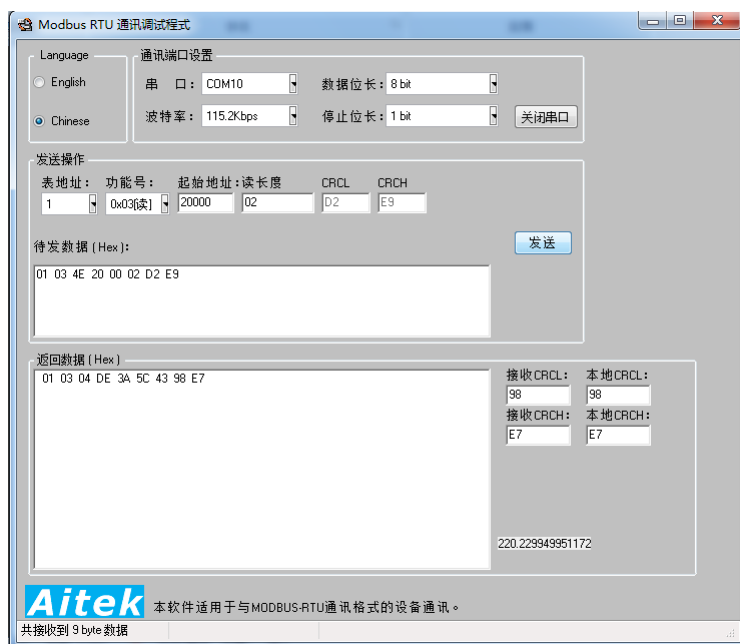 Modbus RTU 通讯调试程式
Language
English
Chinese
通讯端口设置
串 口: COM10 数据位长: 8 bit
波特率: 115.2Kbps 停止位长: 1 bit 关闭串口
发送操作
表地址: 功能号: 起始地址:读长度 CRCL CRCH
1 0x03[读] 20000 02 D2 E9
待发数据(Hex): 发送
01 03 4E 20 00 02 D2 E9
返回数据(Hex)
01 03 04 DE 3A 5C 43 98 E7
接收CRCL: 本地CRCL:
98 98
接收CRCH: 本地CRCH:
E7 E7
220.229949951172
Aitek 本软件适用于与MODBUS-RTU通讯格式的设备通讯。
共接收到 9 byte 数据